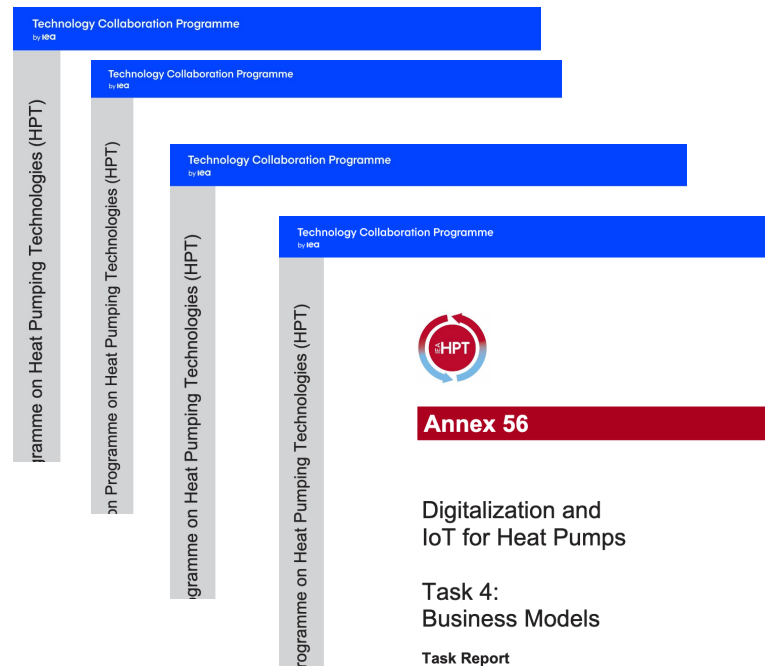 Technology Collaboration Programme
by iea
gramme on Heat Pumping Technologies (HPT)
Technology Collaboration Programme
by iea
on Programme on Heat Pumping Technologies (HPT)
Technology Collaboration Programme
by iea
ogramme on Heat Pumping Technologies (HPT)
Technology Collaboration Programme
by iea
rogramme on Heat Pumping Technologies (HPT)
IEA HPT
Annex 56
Digitalization and
IoT for Heat Pumps
Task 4:
Business Models
Task Report